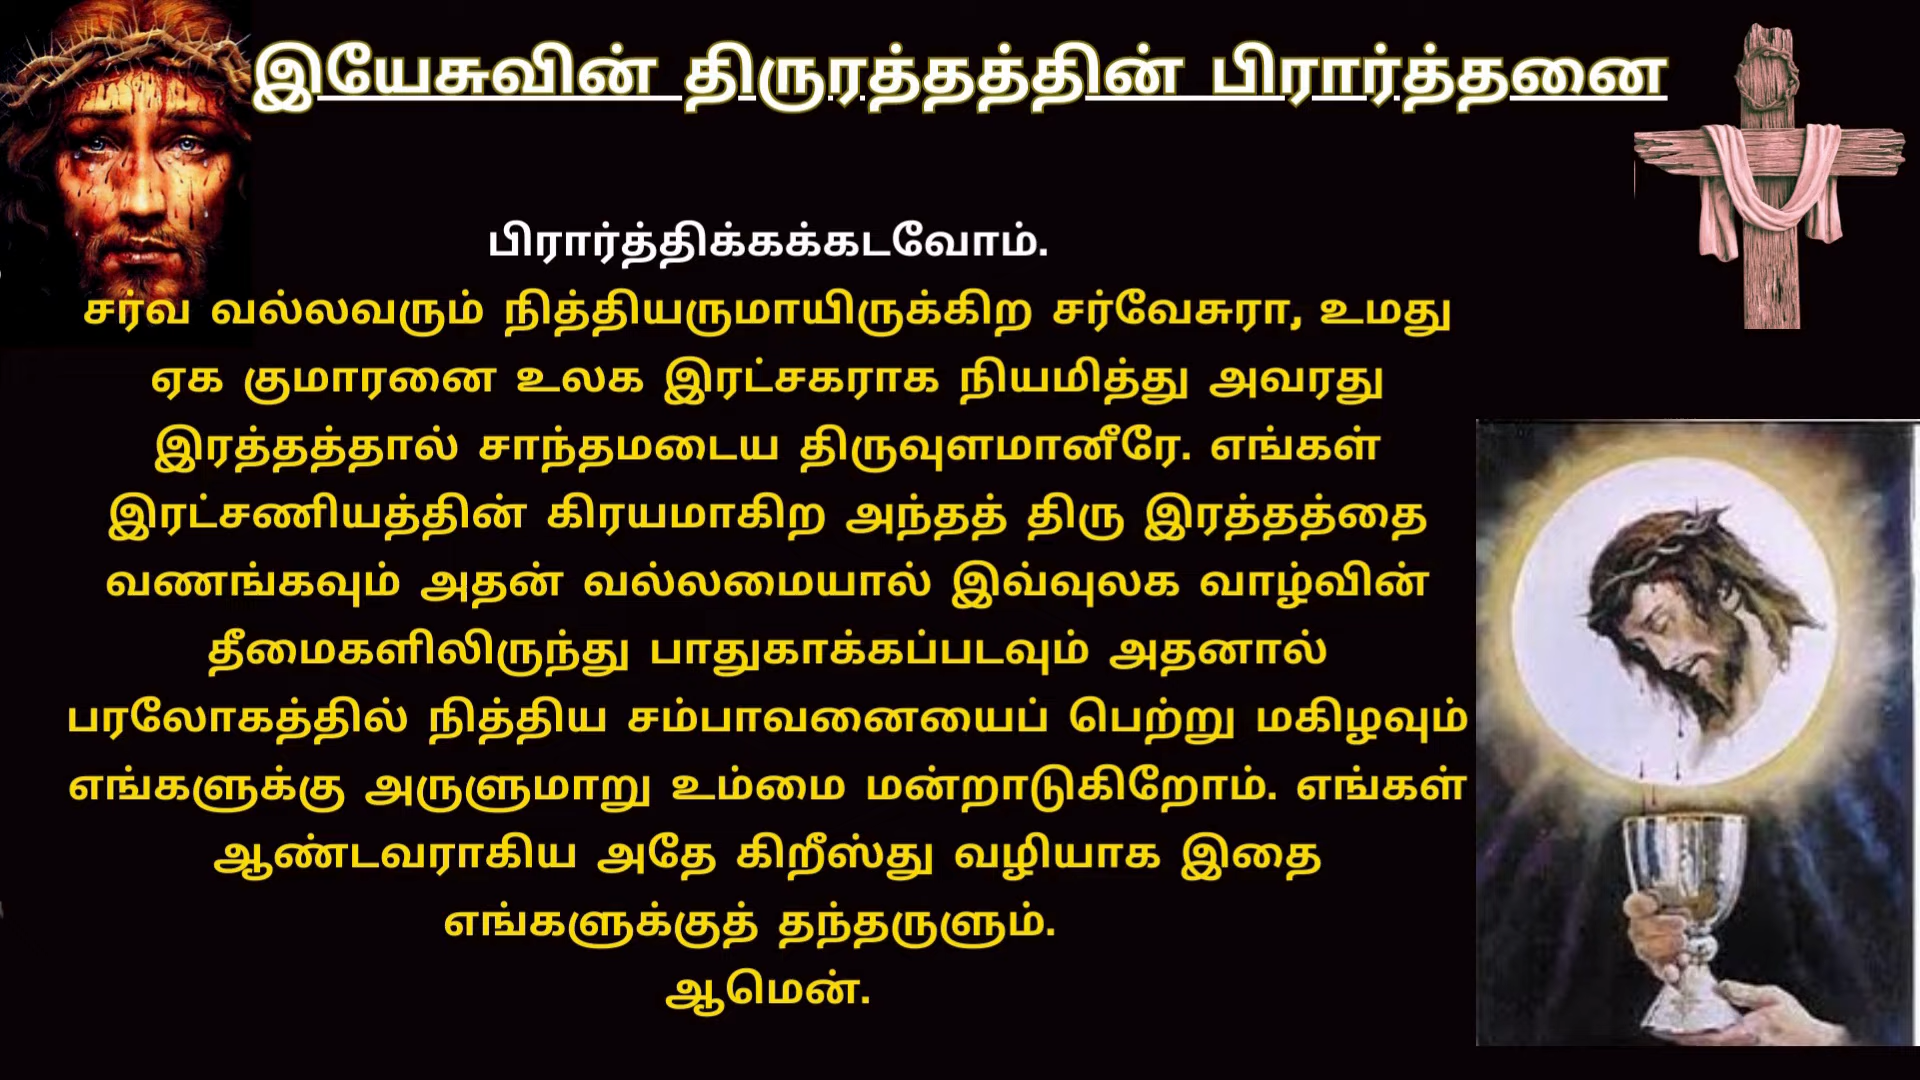 இயேசுவின் திருரத்தத்தின் பிரார்த்தனை
பிரார்த்திக்கக்கடவோம்.
சர்வ வல்லவரும் நித்தியருமாயிருக்கிற சர்வேசுரா, உமது
ஏக குமாரனை உலக இரட்சகராக நியமித்து அவரது
இரத்தத்தால் சாந்தமடைய திருவுளமானீரே. எங்கள்
இரட்சணியத்தின் கிரயமாகிற அந்தத் திரு இரத்தத்தை
வணங்கவும் அதன் வல்லமையால் இவ்வுலக வாழ்வின்
தீமைகளிலிருந்து பாதுகாக்கப்படவும் அதனால்
பரலோகத்தில் நித்திய சம்பாவனையைப் பெற்று மகிழவும்
எங்களுக்கு அருளுமாறு உம்மை மன்றாடுகிறோம். எங்கள்
ஆண்டவராகிய அதே கிறீஸ்து வழியாக இதை
எங்களுக்குத் தந்தருளும்.
ஆமென்.